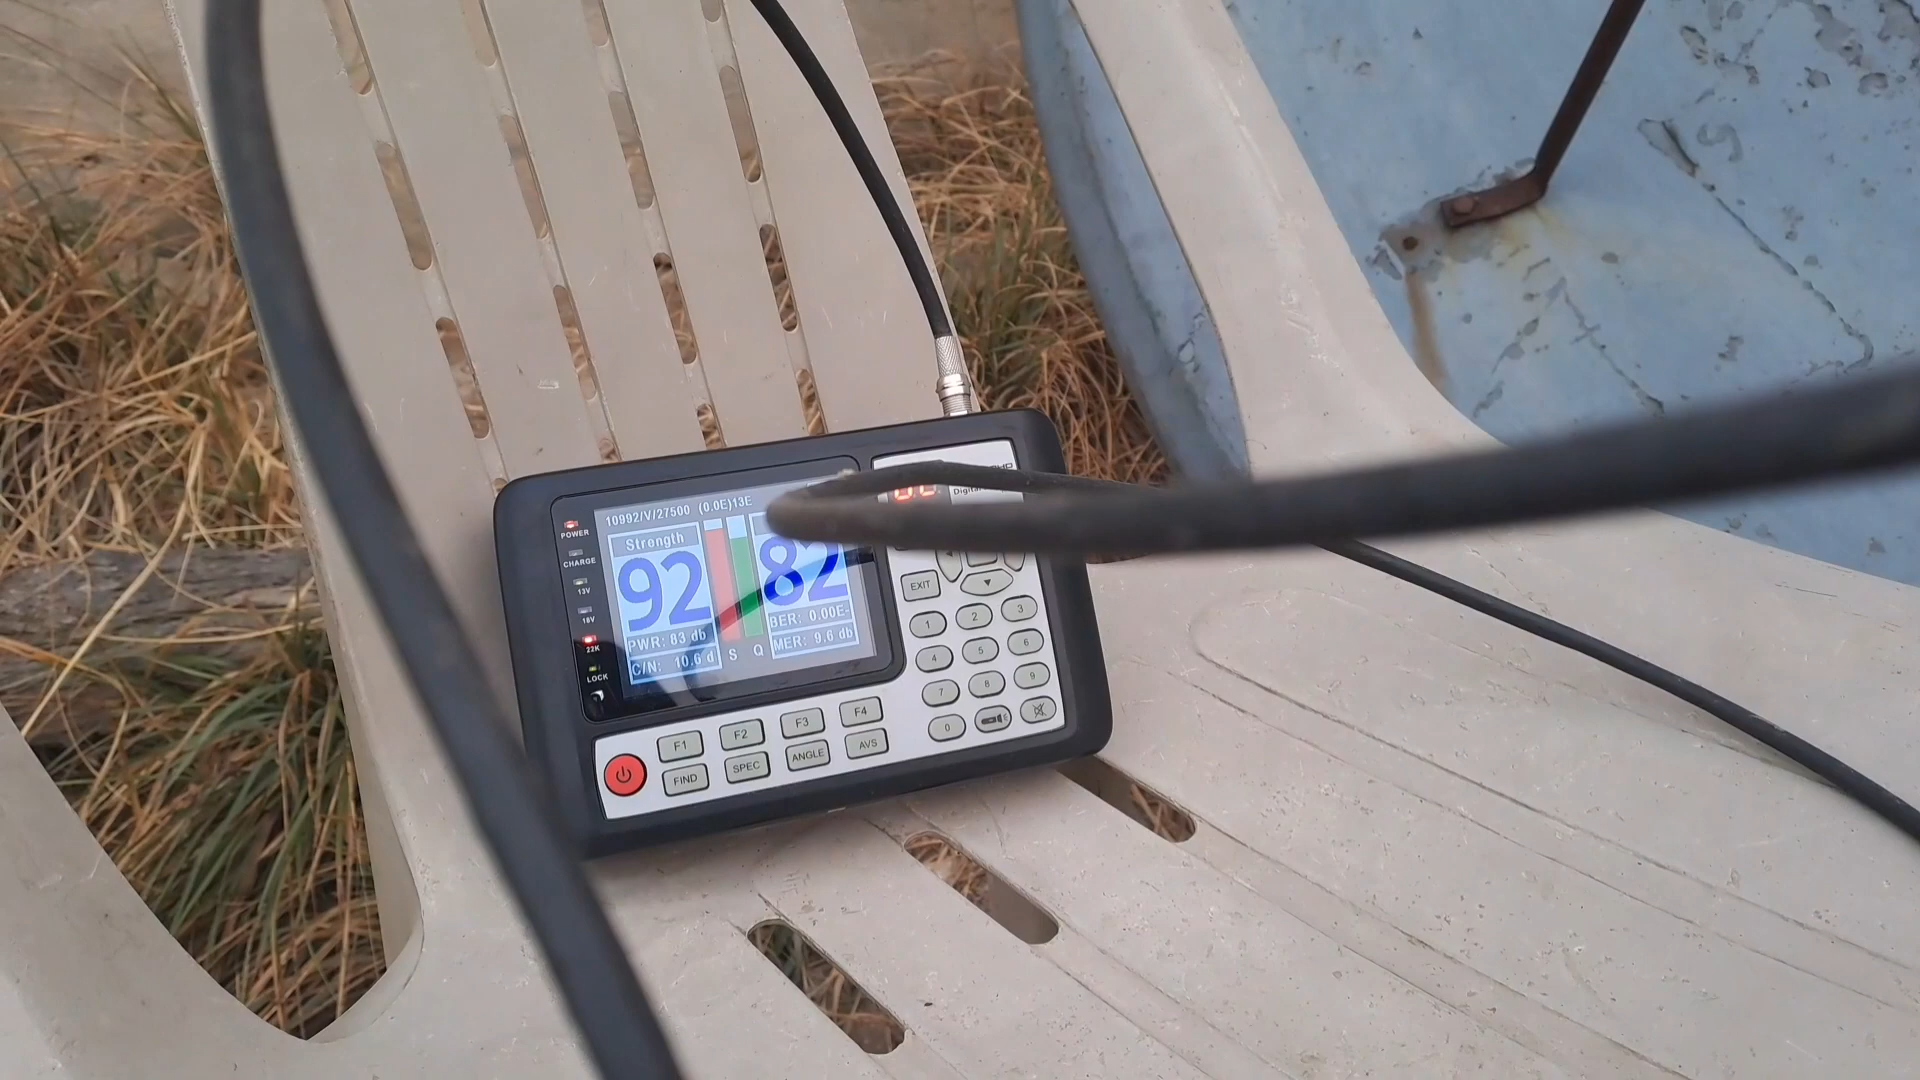 10992/V/27500 (0.0E)13E
Strength
92
82
PWR: 83 db
C/N: 10.6 d
S Q
BER: 0.00E-
MER: 9.6 db
POWER
CHARGE
13V
18V
22K
LOCK
EXIT
1 2 3
4 5 6
7 8 9
0
F1 F2 F3 F4
FIND SPEC ANGLE AVS